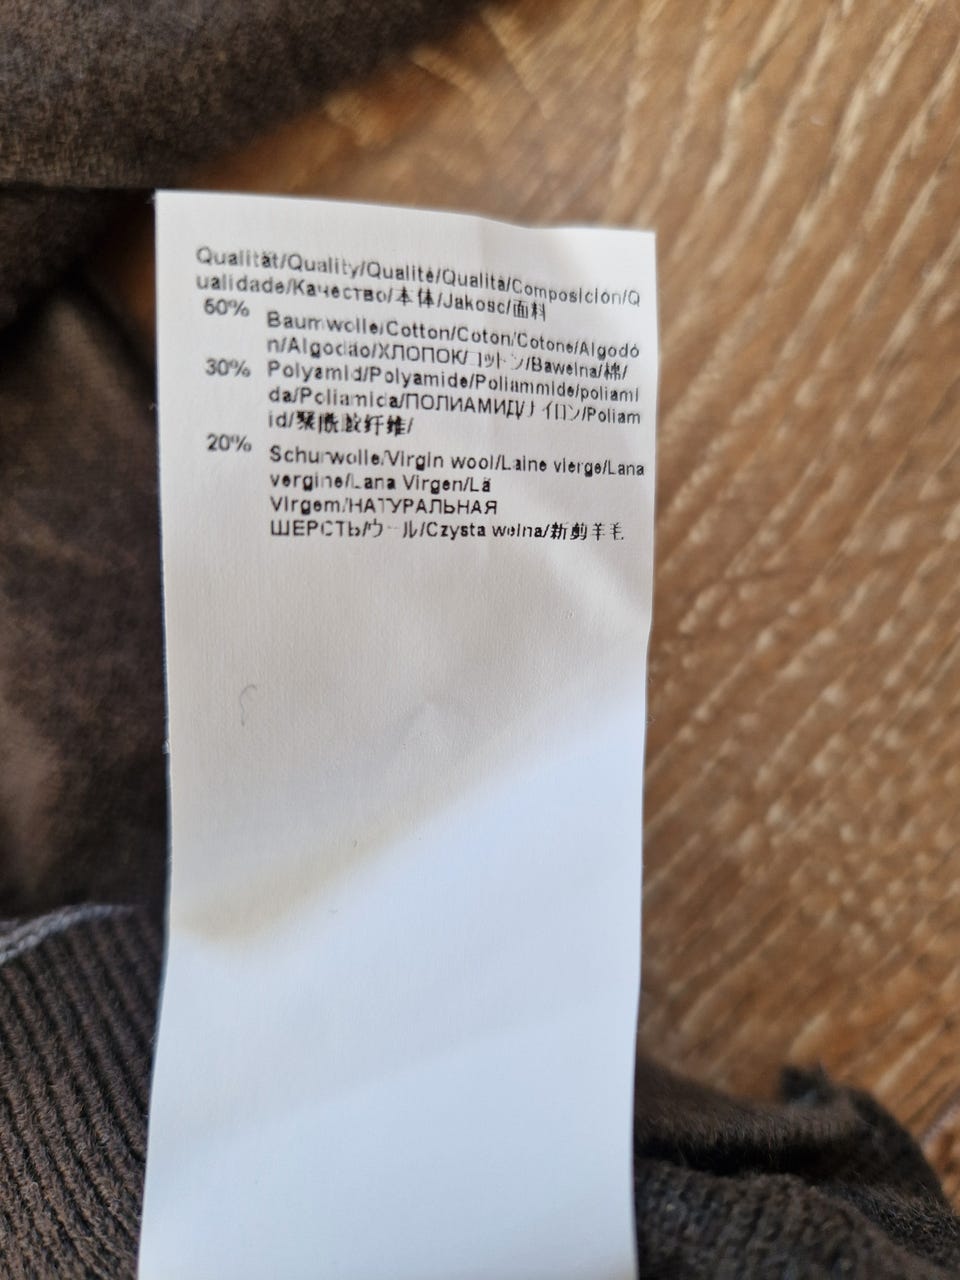 Qualität/Quality/Qualité/Qualità/Composición/Q
ualidade/Качество/本体/Jakosc/面料
50%
Baumwolle/Cotton/Coton/Cotone/Algodó
n/Algodão/ХЛОПОК/コットン/Bawelna/棉/
30%
Polyamid/Polyamide/Poliammide/poliami
da/Poliamida/ПОЛИАМИД/ナイロン/Poliam
id/聚酰胺纤维/
20%
Schurwolle/Virgin wool/Laine vierge/Lana
vergine/Lana Virgen/Lã
Virgem/НАТУРАЛЬНАЯ
ШЕРСТЬ/ウール/Czysta welna/新剪羊毛